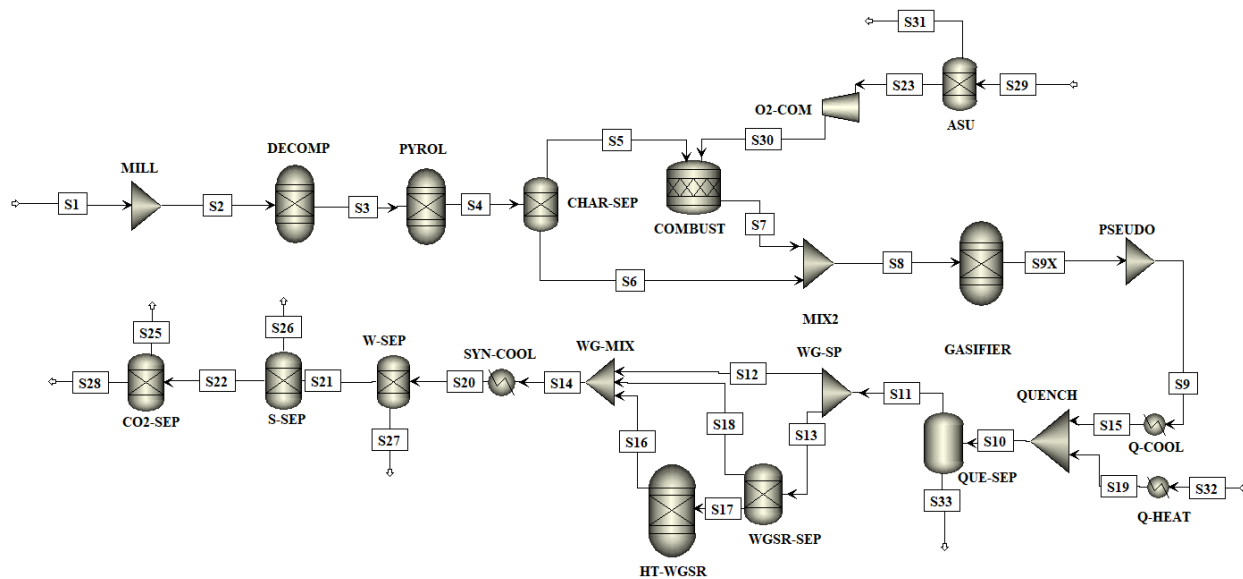 S31
S23
S29
O2-COM
ASU
S5
S30
DECOMP
PYROL
MILL
S1
S2
S3
S4
CHAR-SEP
COMBUST
S7
PSEUDO
S8
S9X
S6
MIX2
GASIFIER
S25
S26
W-SEP
SYN-COOL
WG-MIX
S12
WG-SP
S28
S22
S21
S20
S14
S11
QUENCH
S9
CO2-SEP
S-SEP
S18
S13
S15
Q-COOL
S27
S16
S10
QUE-SEP
S19
S32
S17
S33
Q-HEAT
WGSR-SEP
HT-WGSR